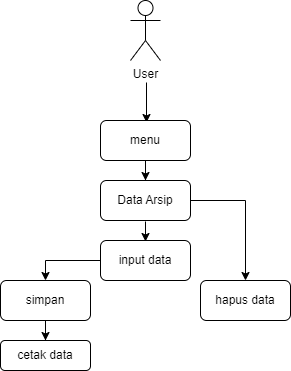 User
menu
Data Arsip
input data
simpan
hapus data
cetak data